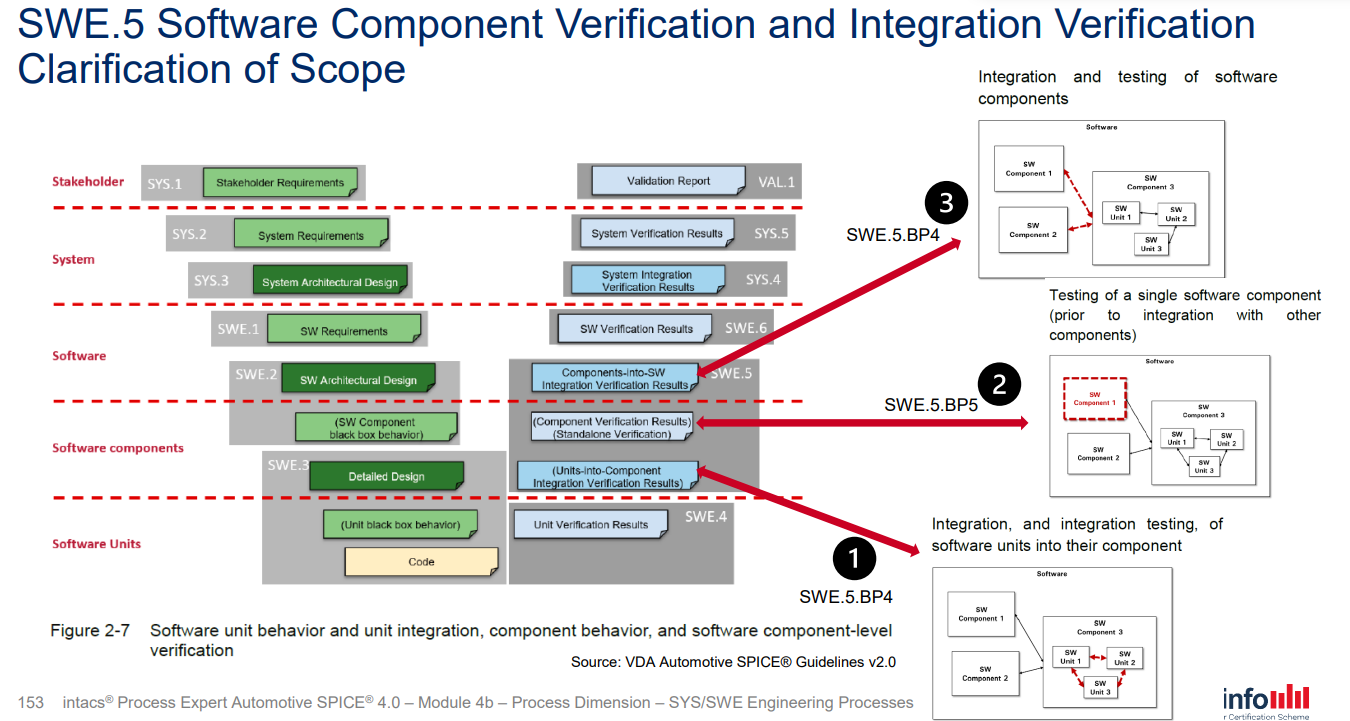 SWE.5 Software Component Verification and Integration Verification
Clarification of Scope
Stakeholder
SYS.1
Stakeholder Requirements
Validation Report
VAL.1
SYS.2
System Requirements
System Verification Results
SYS.5
System
SYS.3
System Architectural Design
System Integration
Verification Results
SYS.4
SWE.1
SW Requirements
SW Verification Results
SWE.6
Software
SWE.2
SW Architectural Design
Components-into-SW
Integration Verification Results
SWE.5
(SW Component
black box behavior)
(Component Verification Results)
(Standalone Verification)
Software components
SWE.3
Detailed Design
(Units-into-Component
Integration Verification Results)
(Unit black box behavior)
Unit Verification Results
SWE.4
Software Units
Code
Figure 2-7 Software unit behavior and unit integration, component behavior, and software component-level
verification
Source: VDA Automotive SPICE® Guidelines v2.0
3
SWE.5.BP4
Integration and testing of software
components
Software
SW
Component 1
SW
Component 2
SW
Component 3
SW
Unit 1
SW
Unit 2
SW
Unit 3
2
SWE.5.BP5
Testing of a single software component
(prior to integration with other
components)
Software
SW
Component 1
SW
Component 2
SW
Component 3
SW
Unit 1
SW
Unit 2
SW
Unit 3
1
SWE.5.BP4
Integration, and integration testing, of
software units into their component
Software
SW
Component 1
SW
Component 2
SW
Component 3
SW
Unit 1
SW
Unit 2
SW
Unit 3
153 intacs® Process Expert Automotive SPICE® 4.0 – Module 4b – Process Dimension – SYS/SWE Engineering Processes
info
r Certification Scheme